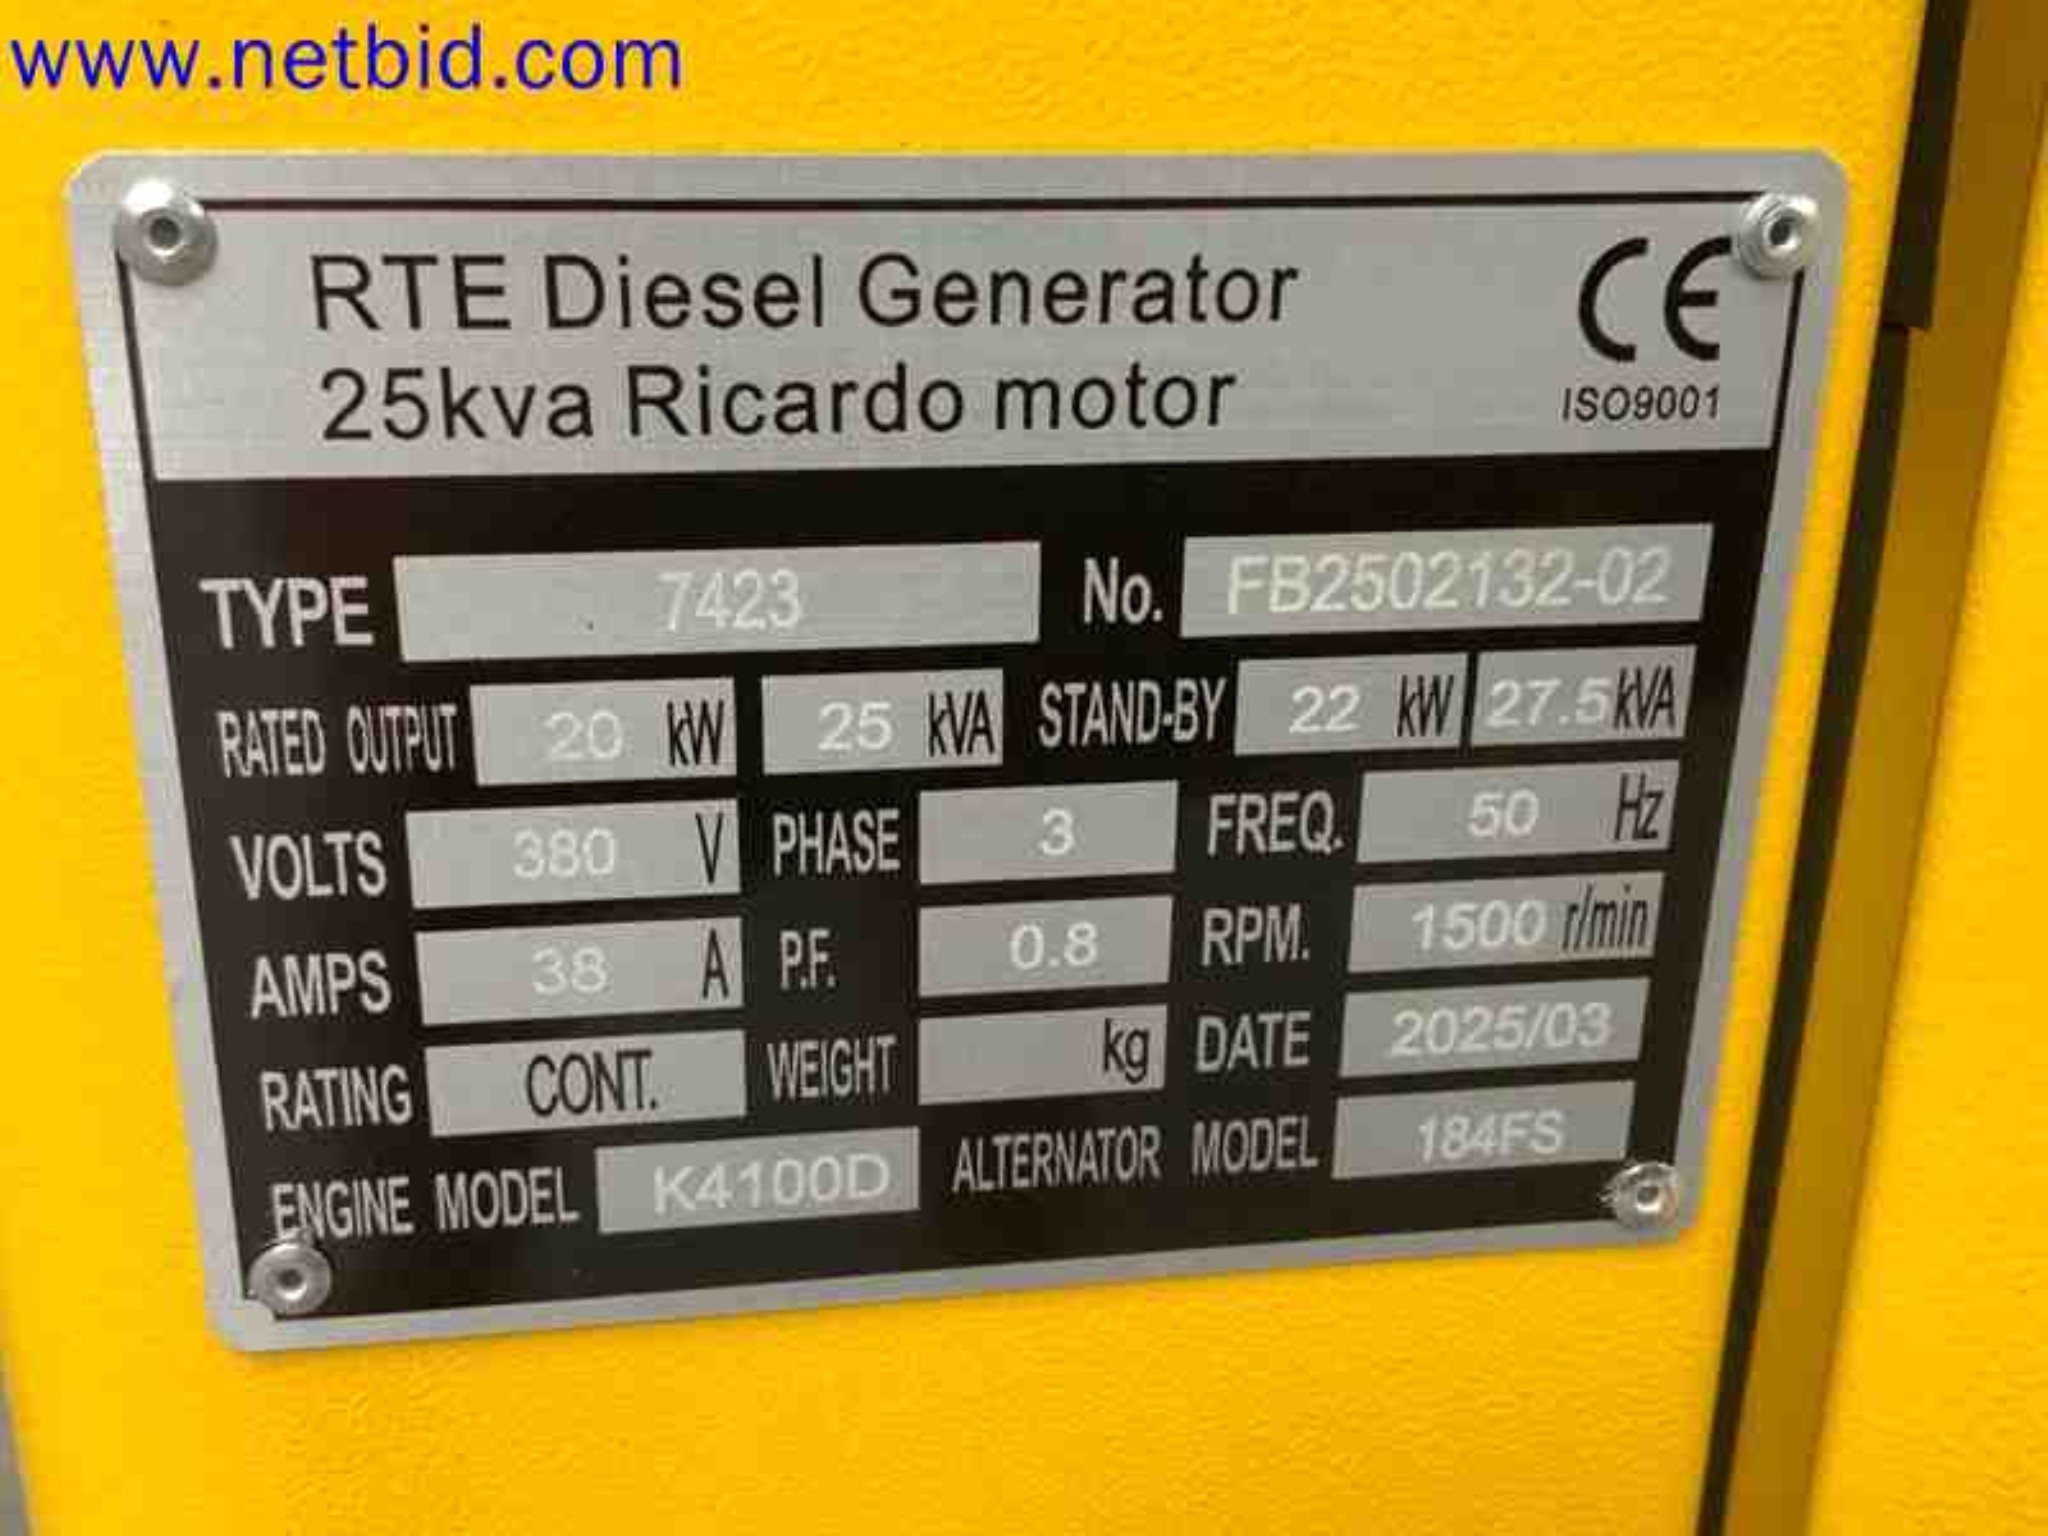 www.netbid.com
RTE Diesel Generator
25kva Ricardo motor
CE
ISO9001
TYPE 7423 No. FB2502132-02
RATED OUTPUT 20 kW 25 kVA STAND-BY 22 kW 27.5 kVA
VOLTS 380 V PHASE 3 FREQ. 50 Hz
AMPS 38 A P.F. 0.8 RPM. 1500 r/min
RATING CONT. WEIGHT kg DATE 2025/03
ENGINE MODEL K4100D ALTERNATOR MODEL 184FS